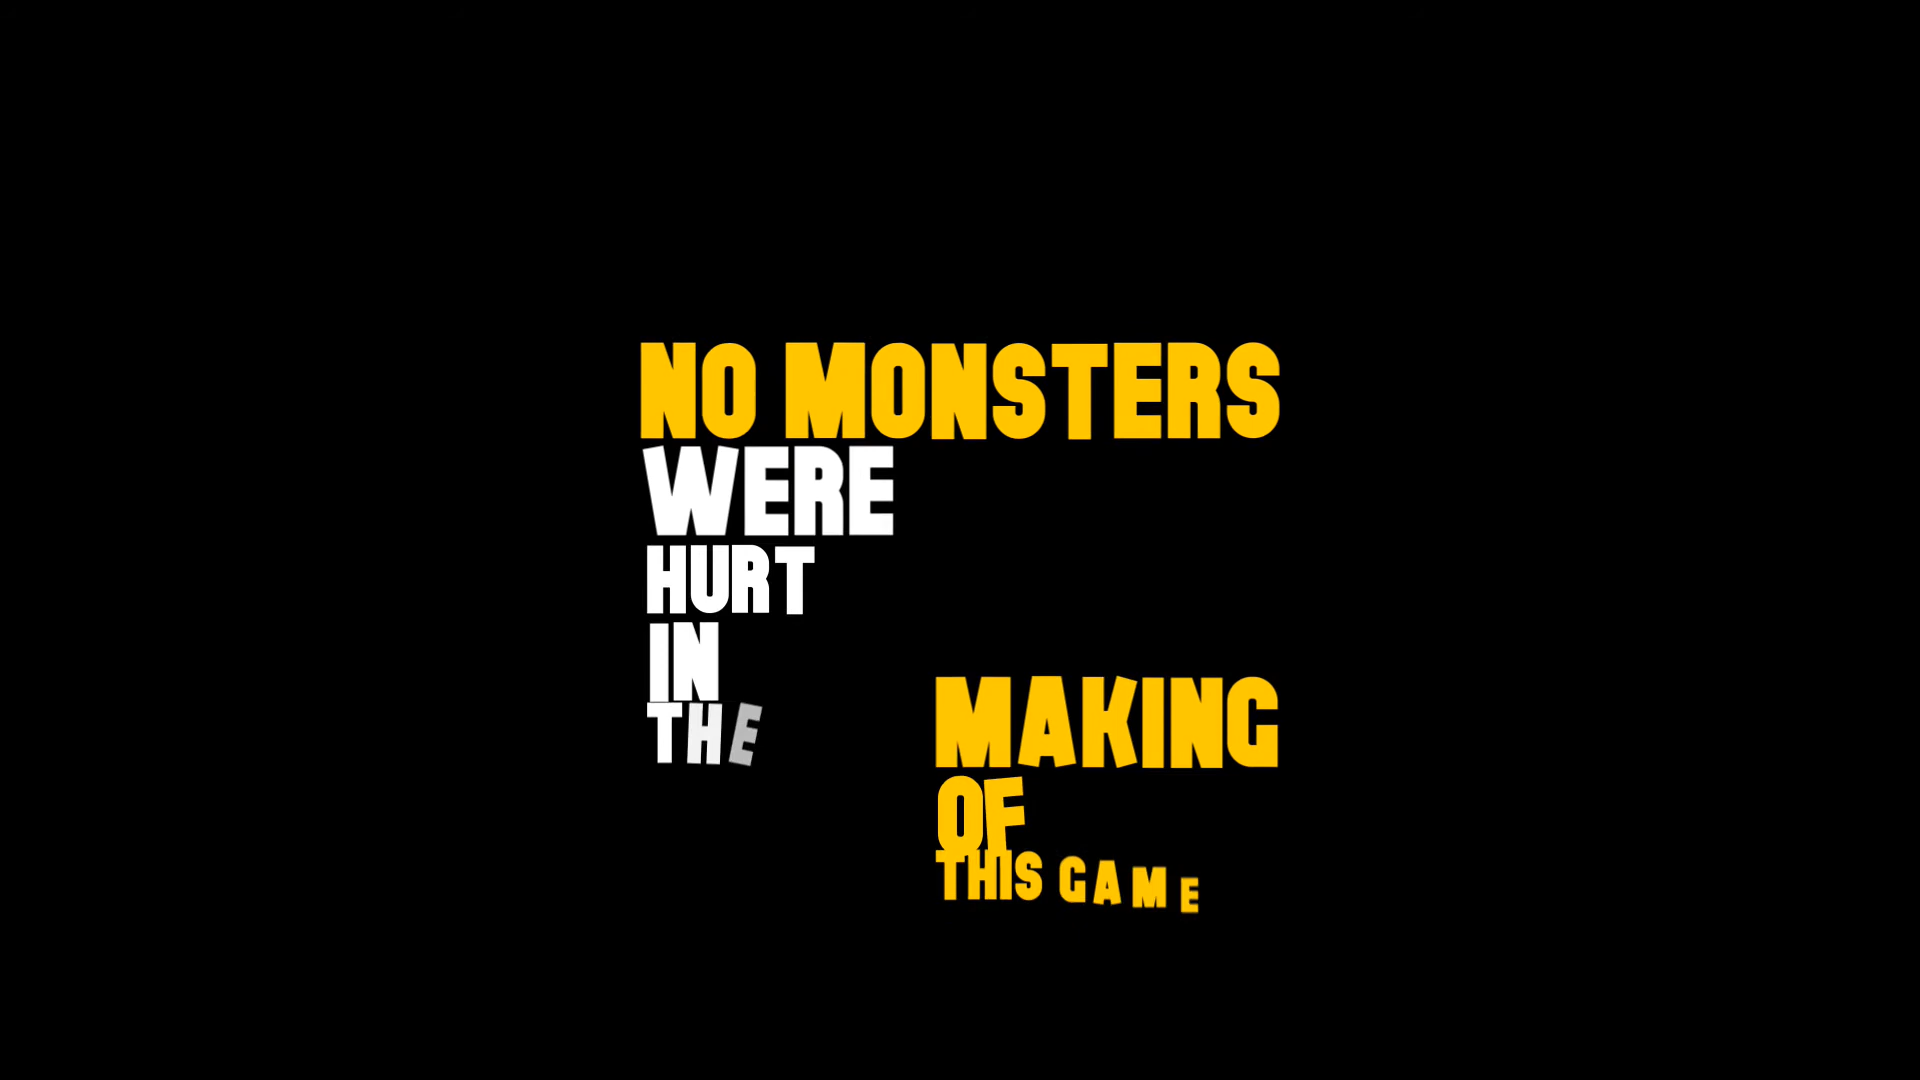 NO MONSTERS
WERE
HURT
IN
THE
MAKING
OF
THIS GAME